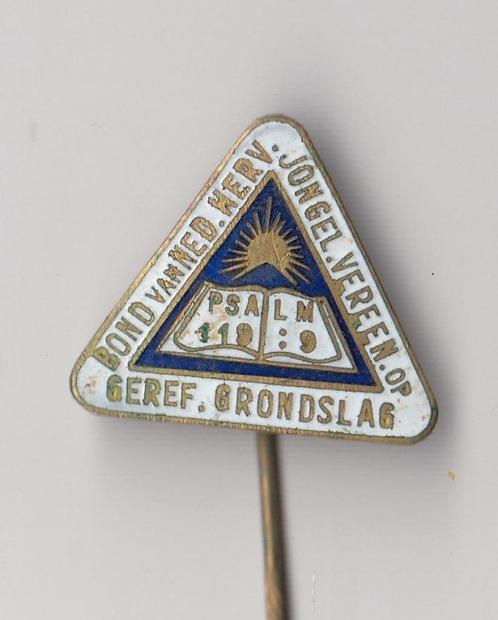 BOND VAN NED. HERV. JONGEL. VEREEN. OP
GEREF. GRONDSLAG
PSALM
119:9